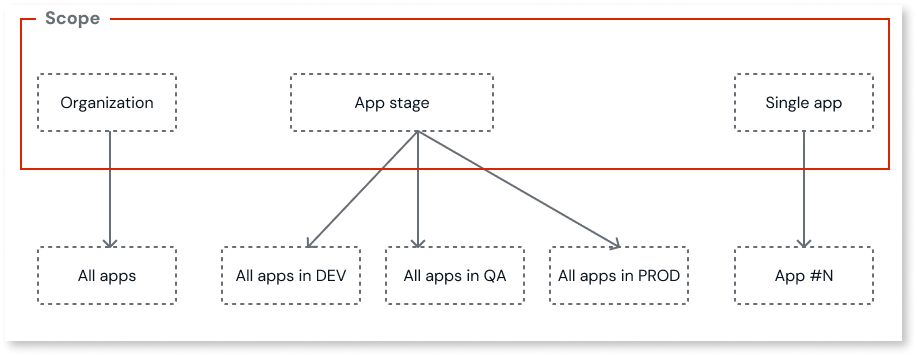 Scope
Organization
App stage
Single app
All apps
All apps in DEV
All apps in QA
All apps in PROD
App #N